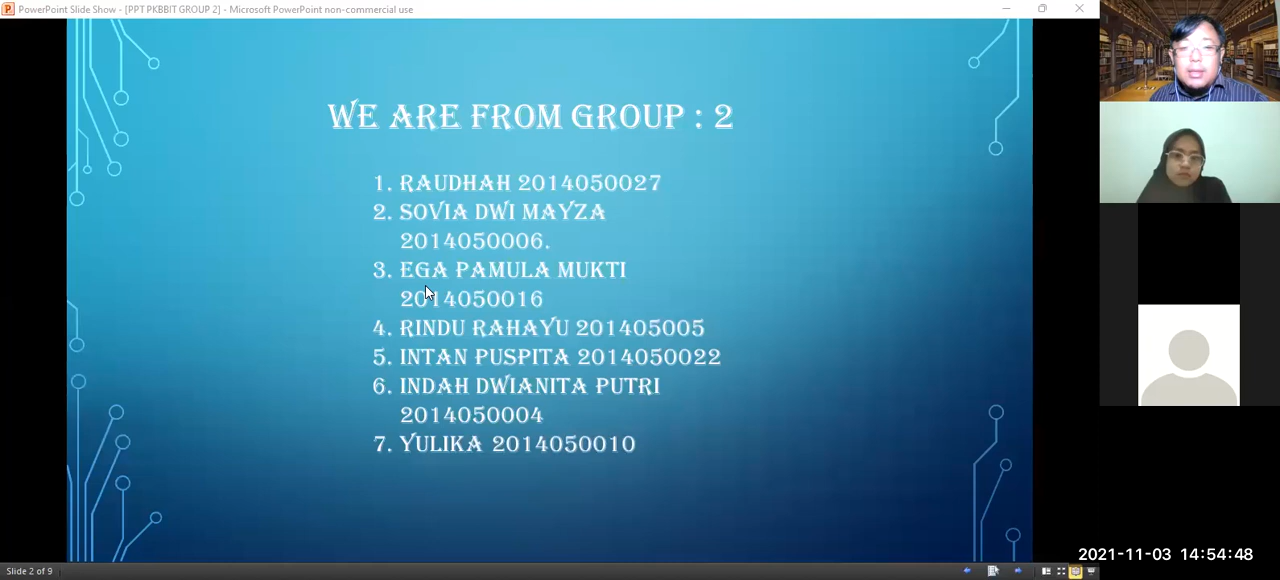 PowerPoint Slide Show - [PPT PKBBIT GROUP 2] - Microsoft PowerPoint non-commercial use
WE ARE FROM GROUP : 2
1. RAUDHAH 2014050027
2. SOVIA DWI MAYZA
2014050006.
3. EGA PAMULA MUKTI
2014050016
4. RINDU RAHAYU 201405005
5. INTAN PUSPITA 2014050022
6. INDAH DWIANITA PUTRI
2014050004
7. YULIKA 2014050010
2021-11-03 14:54:48
Slide 2 of 9